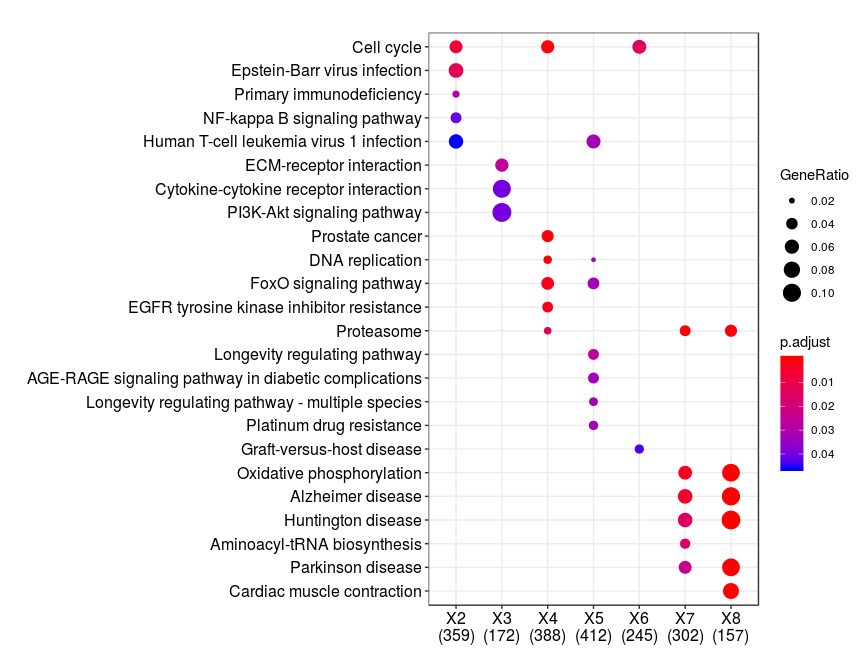 Cell cycle
Epstein-Barr virus infection
Primary immunodeficiency
NF-kappa B signaling pathway
Human T-cell leukemia virus 1 infection
ECM-receptor interaction
Cytokine-cytokine receptor interaction
PI3K-Akt signaling pathway
Prostate cancer
DNA replication
FoxO signaling pathway
EGFR tyrosine kinase inhibitor resistance
Proteasome
Longevity regulating pathway
AGE-RAGE signaling pathway in diabetic complications
Longevity regulating pathway - multiple species
Platinum drug resistance
Graft-versus-host disease
Oxidative phosphorylation
Alzheimer disease
Huntington disease
Aminoacyl-tRNA biosynthesis
Parkinson disease
Cardiac muscle contraction
X2 X3 X4 X5 X6 X7 X8
(359) (172) (388) (412) (245) (302) (157)
GeneRatio
0.02
0.04
0.06
0.08
0.10
p.adjust
0.01
0.02
0.03
0.04